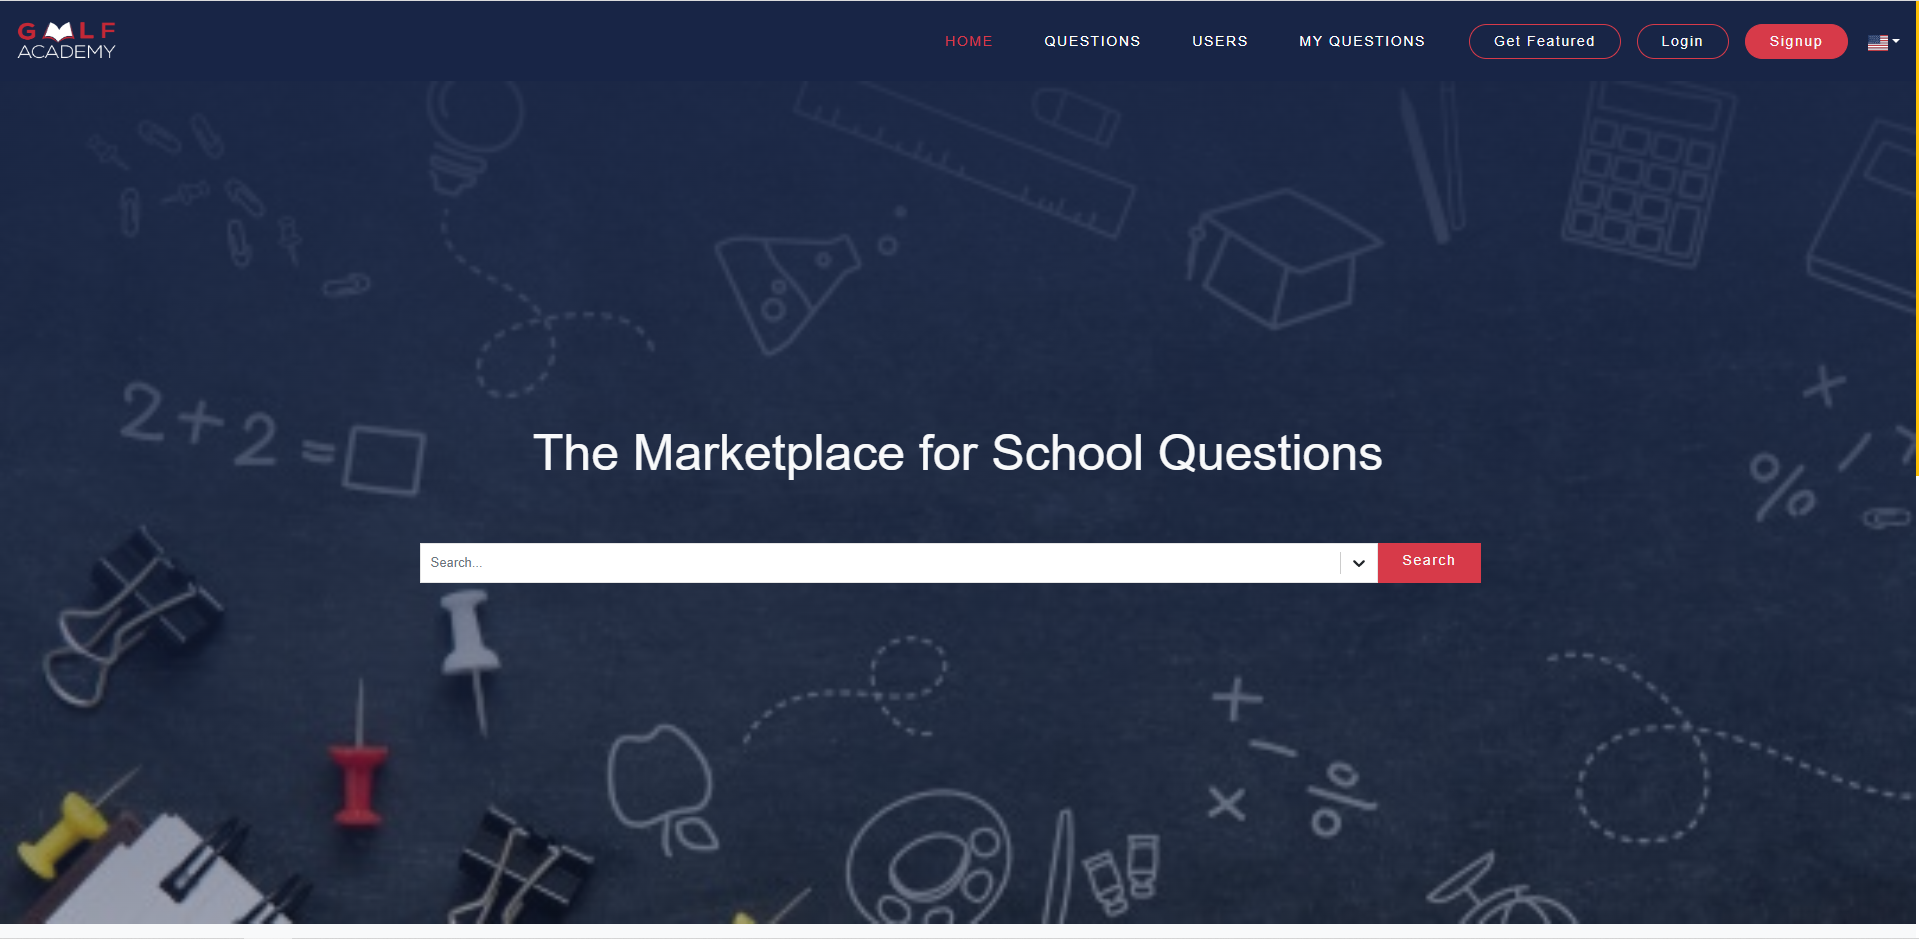 G LF
ACADEMY
HOME
QUESTIONS
USERS
MY QUESTIONS
Get Featured
Login
Signup
2+2=
The Marketplace for School Questions
Search...
Search
+
-
×
%